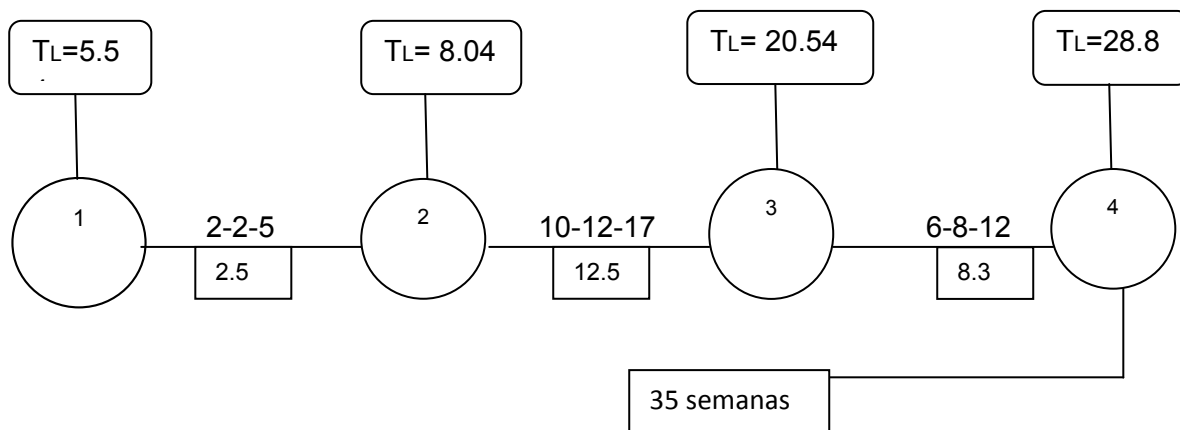 TL=5.5
TL= 8.04
TL= 20.54
TL=28.8
1
2
3
4
2-2-5
10-12-17
6-8-12
2.5
12.5
8.3
35 semanas